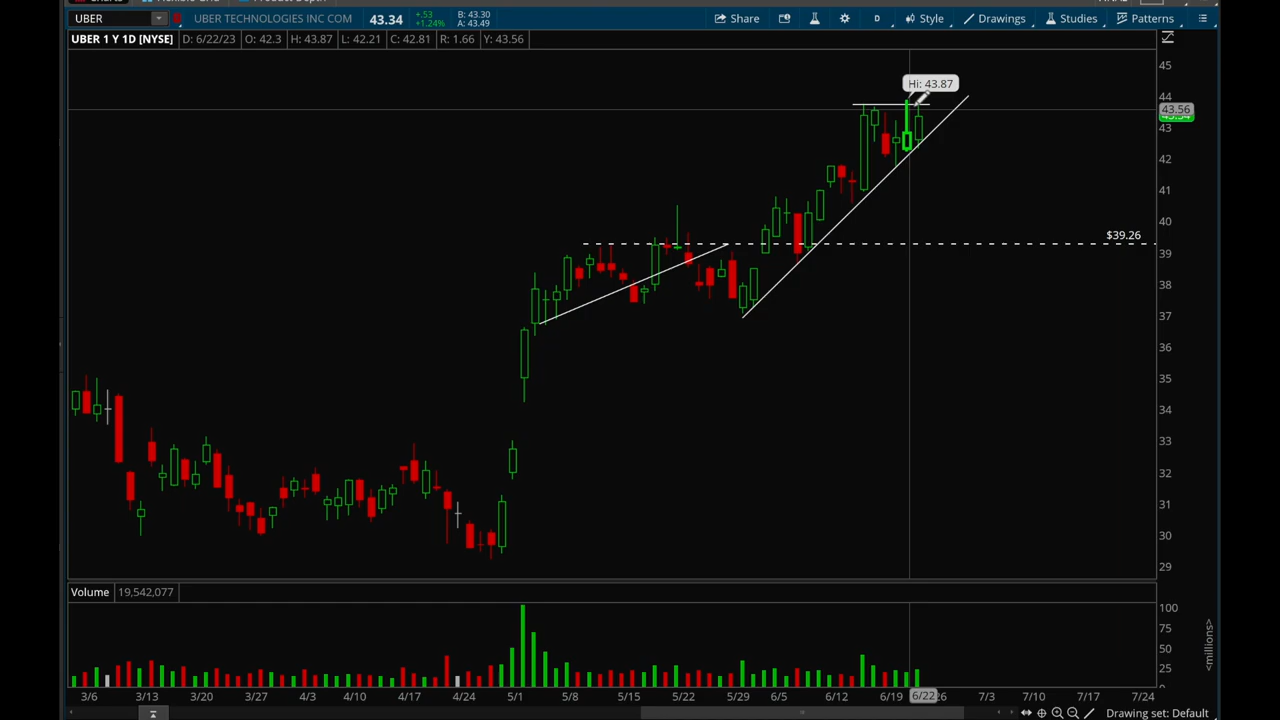 UBER
UBER TECHNOLOGIES INC COM
43.34
+.53
+1.24%
B: 43.30
A: 43.49
Share
D
Style
Drawings
Studies
Patterns
UBER 1 Y 1D [NYSE]
D: 6/22/23
O: 42.3
H: 43.87
L: 42.21
C: 42.81
R: 1.66
Y: 43.56
Hi: 43.87
45
44
43.56
43
42
41
40
$39.26
39
38
37
36
35
34
33
32
31
30
29
Volume
19,542,077
100
75
50
25
0
<millions>
3/6
3/13
3/20
3/27
4/3
4/10
4/17
4/24
5/1
5/8
5/15
5/22
5/29
6/5
6/12
6/19
6/22
7/3
7/10
7/17
7/24
Drawing set: Default